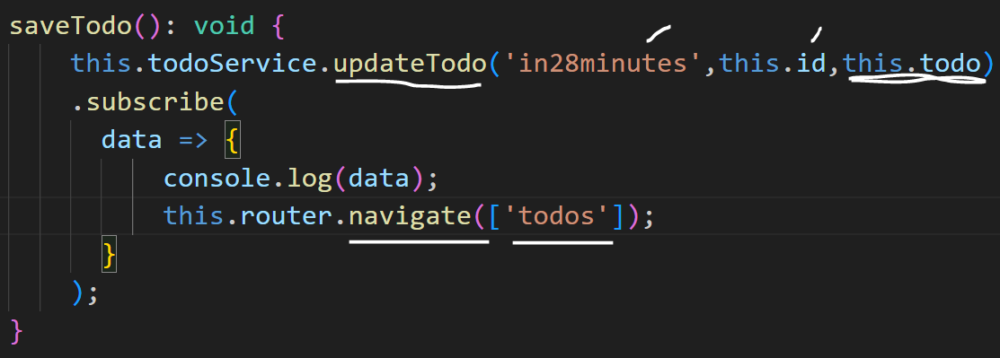 saveTodo(): void {
this.todoService.updateTodo('in28minutes',this.id,this.todo)
.subscribe(
data => {
console.log(data);
this.router.navigate(['todos']);
}
);
}